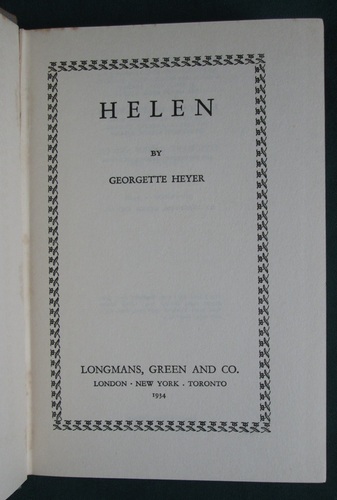 HELEN
BY
GEORGETTE HEYER
LONGMANS, GREEN AND CO.
LONDON · NEW YORK · TORONTO
1934